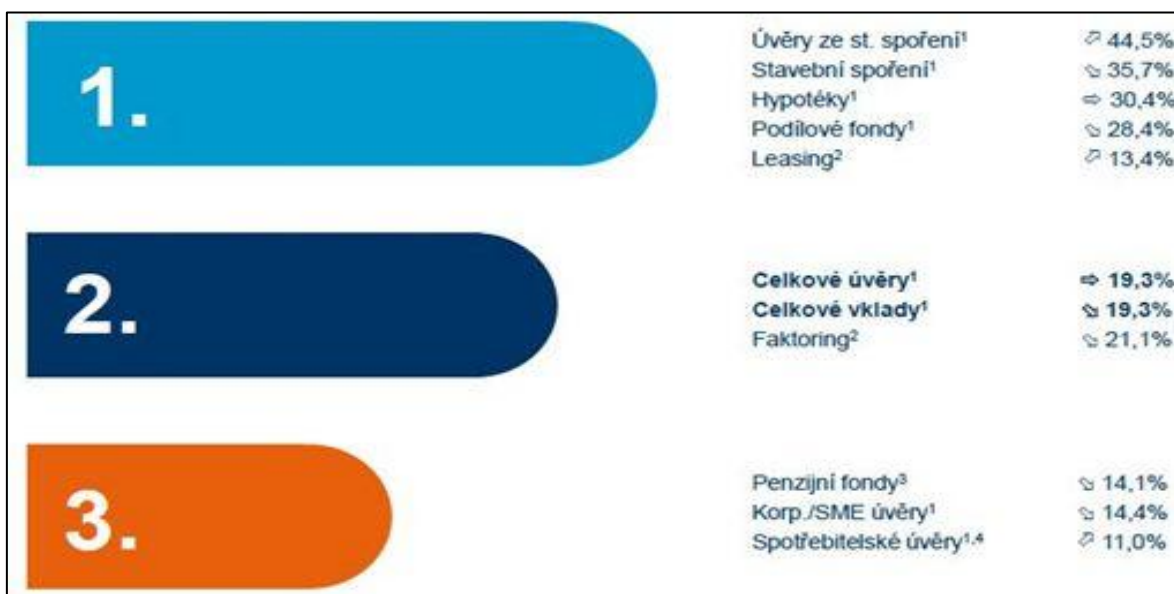 1.
Úvěry ze st. spoření¹ ⬀ 44,5%
Stavební spoření¹ ⬂ 35,7%
Hypotéky¹ ⇨ 30,4%
Podílové fondy¹ ⬂ 28,4%
Leasing² ⬀ 13,4%
2.
Celkové úvěry¹ ⇨ 19,3%
Celkové vklady¹ ⬂ 19,3%
Faktoring² ⬂ 21,1%
3.
Penzijní fondy³ ⬂ 14,1%
Korp./SME úvěry¹ ⬂ 14,4%
Spotřebitelské úvěry¹·⁴ ⬀ 11,0%